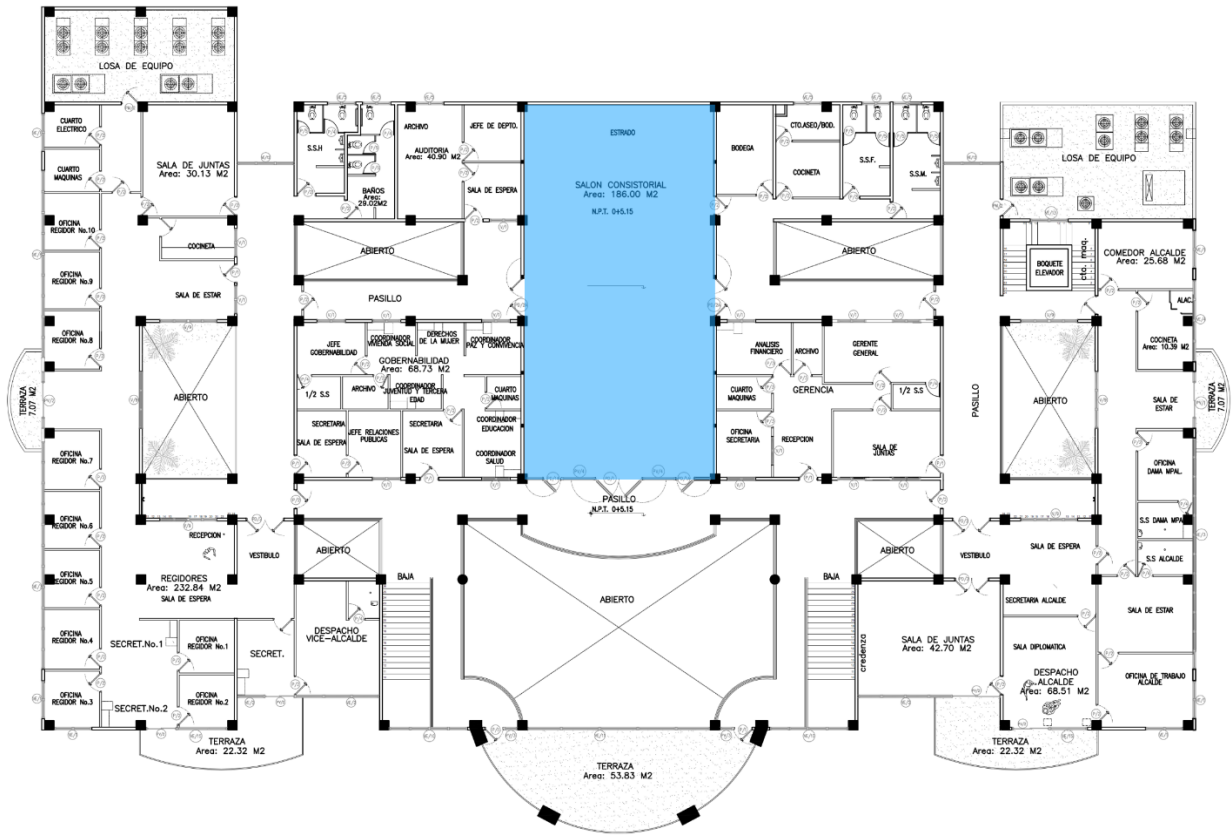 LOSA DE EQUIPO
CUARTO
ELECTRICO
CUARTO
MAQUINAS
SALA DE JUNTAS
Area: 30.13 M2
OFICINA
REGIDOR No.10
COCINETA
OFICINA
REGIDOR No.9
SALA DE ESTAR
OFICINA
REGIDOR No.8
TERRAZA
7.07 M2
ABIERTO
OFICINA
REGIDOR No.7
OFICINA
REGIDOR No.6
RECEPCION
OFICINA
REGIDOR No.5
REGIDORES
Area: 232.84 M2
SALA DE ESPERA
OFICINA
REGIDOR No.4
SECRET.No.1
OFICINA
REGIDOR No.1
OFICINA
REGIDOR No.3
SECRET.No.2
OFICINA
REGIDOR No.2
TERRAZA
Area: 22.32 M2
VESTIBULO
SECRET.
DESPACHO
VICE-ALCALDE
ABIERTO
BAJA
S.S.H
BAÑOS
29.02M2
ARCHIVO
AUDITORIA
Area: 40.90 M2
JEFE DE DEPTO.
SALA DE ESPERA
ABIERTO
PASILLO
JEFE
GOBERNABILIDAD
COORDINADOR
VIVIENDA SOCIAL
DERECHOS
DE LA MUJER
COORDINADOR
PAZ Y CONVIVENCIA
GOBERNABILIDAD
Area: 68.73 M2
1/2 S.S
ARCHIVO
COORDINADOR
JUVENTUD Y TERCERA
EDAD
CUARTO
MAQUINAS
SECRETARIA
SALA DE ESPERA
JEFE RELACIONES
PUBLICAS
SECRETARIA
SALA DE ESPERA
COORDINADOR
EDUCACION
COORDINADOR
SALUD
ESTRADO
SALON CONSISTORIAL
Area: 186.00 M2
N.P.T. 0+5.15
PASILLO
N.P.T. 0+5.15
ABIERTO
TERRAZA
Area: 53.83 M2
BODEGA
CTO.ASEO/BOD.
COCINETA
S.S.F.
S.S.M.
ABIERTO
ANALISIS
FINANCIERO
ARCHIVO
GERENTE
GENERAL
GERENCIA
CUARTO
MAQUINAS
1/2 S.S
OFICINA
SECRETARIA
RECEPCION
SALA DE
JUNTAS
BAJA
credenza
ABIERTO
VESTIBULO
SALA DE ESPERA
SALA DE JUNTAS
Area: 42.70 M2
SECRETARIA ALCALDE
SALA DIPLOMATICA
DESPACHO
ALCALDE
Area: 68.51 M2
TERRAZA
Area: 22.32 M2
LOSA DE EQUIPO
BOQUETE
ELEVADOR
cto. maq.
COMEDOR ALCALDE
Area: 25.68 M2
ALAC.
COCINETA
Area: 10.39 M2
PASILLO
ABIERTO
SALA DE
ESTAR
TERRAZA
7.07 M2
OFICINA
DAMA MPAL.
S.S DAMA MPA
S.S ALCALDE
SALA DE ESTAR
OFICINA DE TRABAJO
ALCALDE